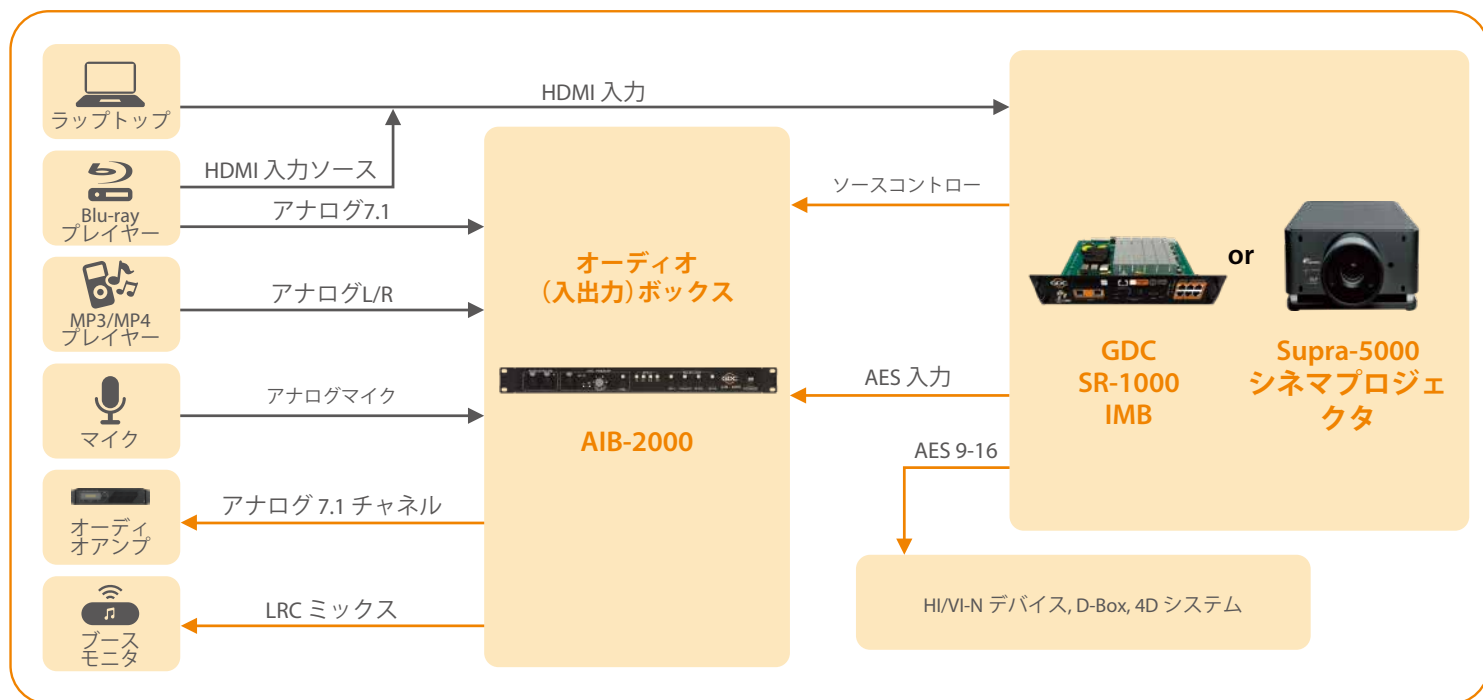 ラップトップ
HDMI 入力
Blu-ray
プレイヤー
HDMI 入力ソース
アナログ7.1
MP3/MP4
プレイヤー
アナログL/R
マイク
アナログマイク
オーディ
オアンプ
アナログ 7.1 チャネル
ブース
モニタ
LRC ミックス
オーディオ
（入出力）ボックス
GDC
AIB-2000
ソースコントロー
AES 入力
AES 9-16
or
GDC
SR-1000
IMB
Supra-5000
シネマプロジェ
クタ
HI/VI-N デバイス, D-Box, 4D システム